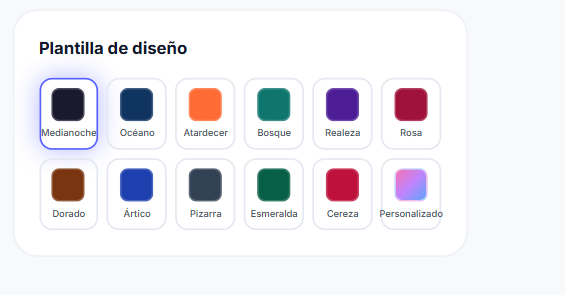 Plantilla de diseño
Medianoche Océano Atardecer Bosque Realeza Rosa
Dorado Ártico Pizarra Esmeralda Cereza Personalizado